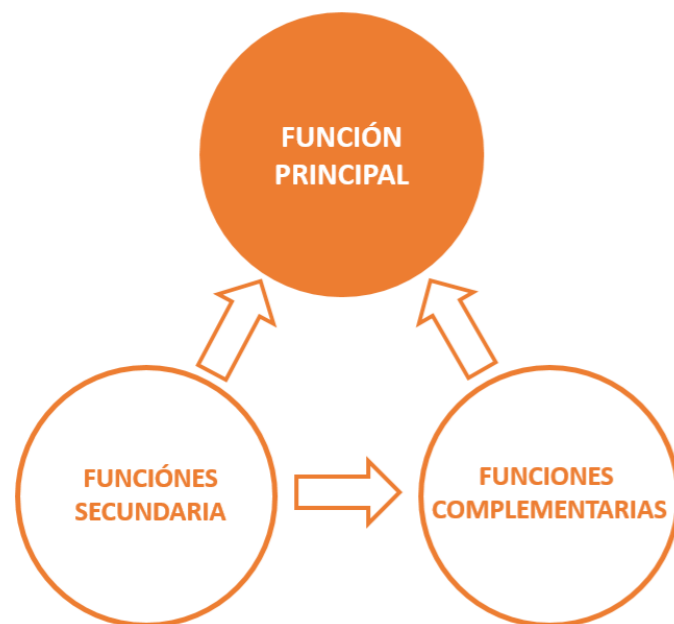 FUNCIÓN
PRINCIPAL
FUNCIÓNES
SECUNDARIA
FUNCIONES
COMPLEMENTARIAS